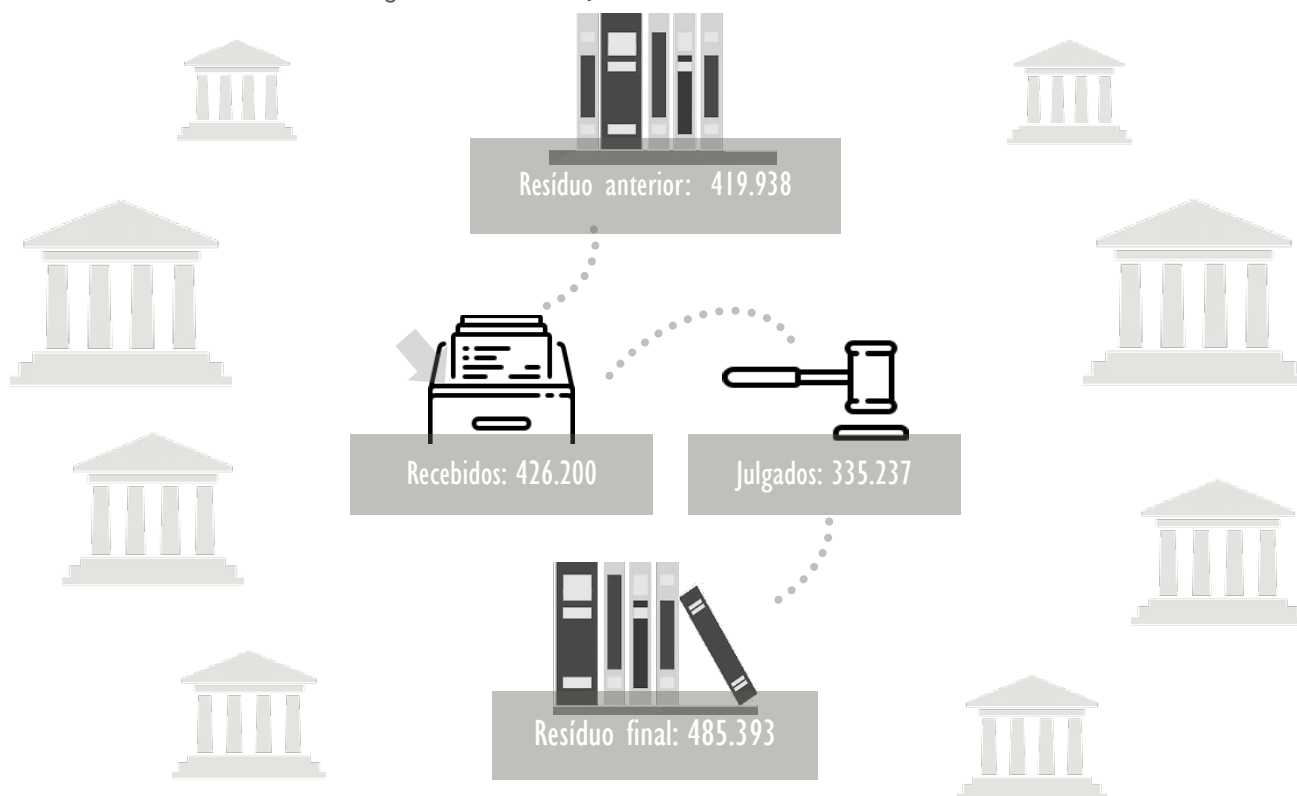 Resíduo anterior: 419.938
Recebidos: 426.200
Julgados: 335.237
Resíduo final: 485.393